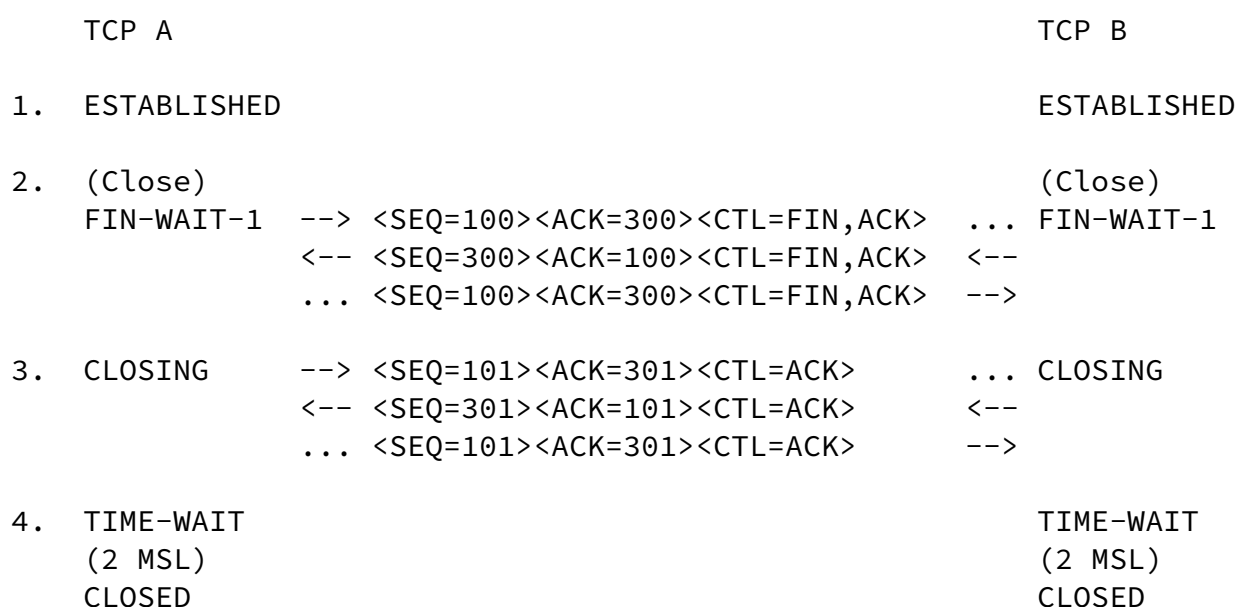 TCP A                                                TCP B

1.  ESTABLISHED                                          ESTABLISHED

2.  (Close)                                              (Close)
    FIN-WAIT-1  --> <SEQ=100><ACK=300><CTL=FIN,ACK>  ... FIN-WAIT-1
                <-- <SEQ=300><ACK=100><CTL=FIN,ACK>  <--
                ... <SEQ=100><ACK=300><CTL=FIN,ACK>  -->

3.  CLOSING     --> <SEQ=101><ACK=301><CTL=ACK>      ... CLOSING
                <-- <SEQ=301><ACK=101><CTL=ACK>      <--
                ... <SEQ=101><ACK=301><CTL=ACK>      -->

4.  TIME-WAIT                                            TIME-WAIT
    (2 MSL)                                              (2 MSL)
    CLOSED                                               CLOSED